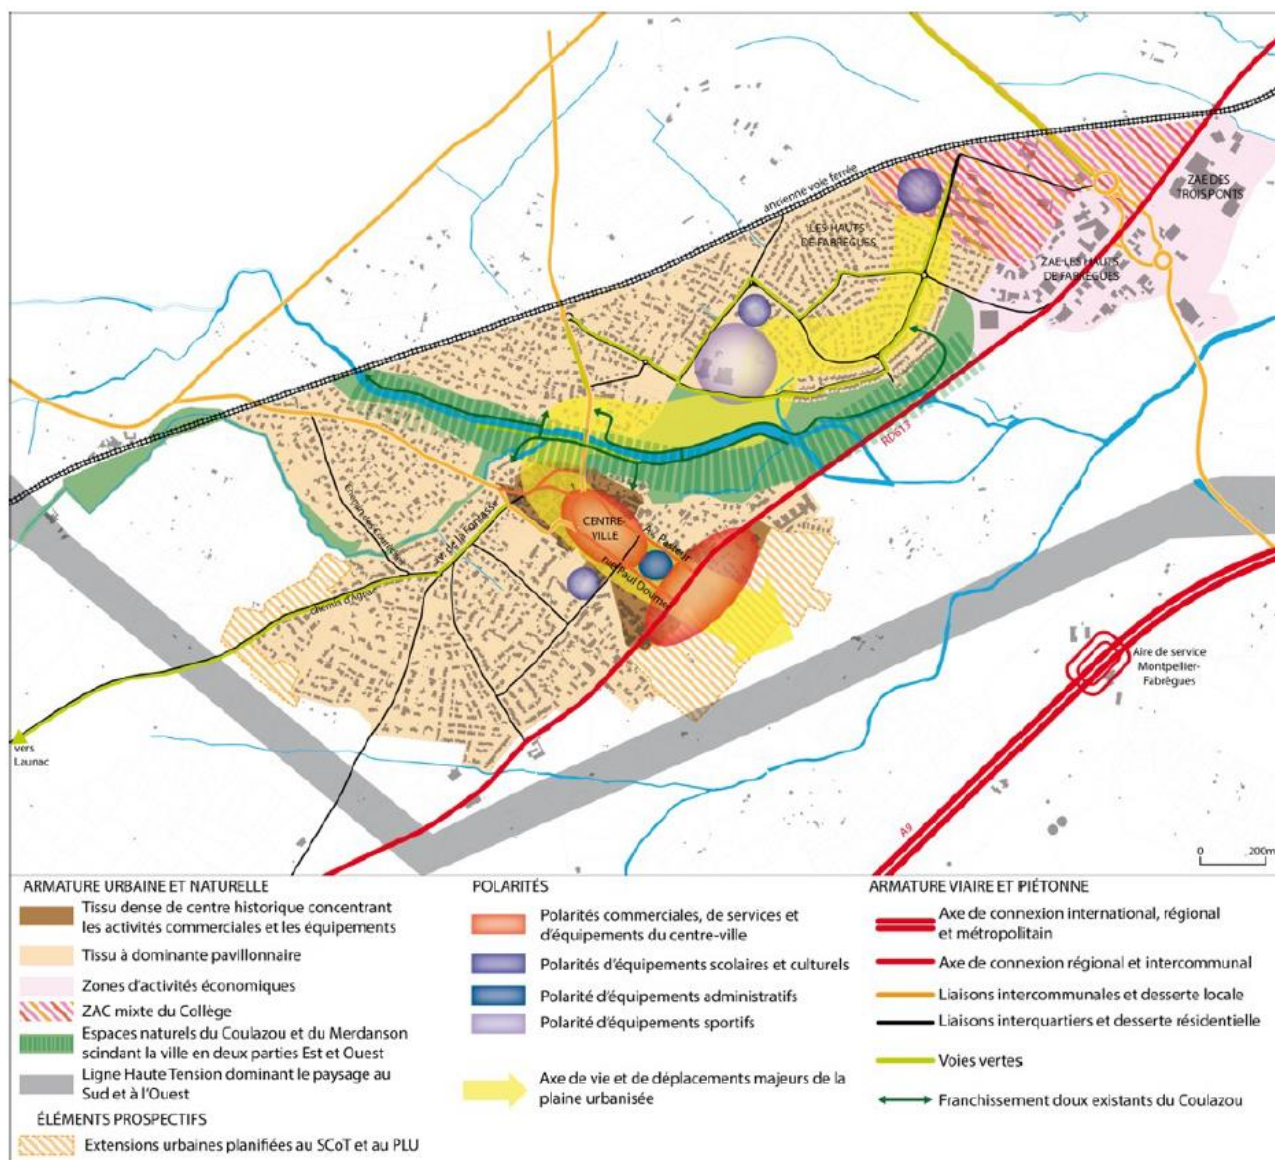 ancienne voie ferrée
LES HAUTS
DE FABRÈGUES
ZAE DES
TROIS PONTS
ZAE LES HAUTS
DE FABRÈGUES
RD613
CENTRE-
VILLE
Av. Pasteur
rue Paul Doumer
Av. de la Fontasse
chemin d'Agnac
vers
Launac
Aire de service
Montpellier-
Fabrègues
A9
0 200m
ARMATURE URBAINE ET NATURELLE
Tissu dense de centre historique concentrant
les activités commerciales et les équipements
Tissu à dominante pavillonnaire
Zones d'activités économiques
ZAC mixte du Collège
Espaces naturels du Coulazou et du Merdanson
scindant la ville en deux parties Est et Ouest
Ligne Haute Tension dominant le paysage au
Sud et à l'Ouest
ÉLÉMENTS PROSPECTIFS
Extensions urbaines planifiées au SCoT et au PLU
POLARITÉS
Polarités commerciales, de services et
d'équipements du centre-ville
Polarités d'équipements scolaires et culturels
Polarité d'équipements administratifs
Polarité d'équipements sportifs
Axe de vie et de déplacements majeurs de la
plaine urbanisée
ARMATURE VIAIRE ET PIÉTONNE
Axe de connexion international, régional
et métropolitain
Axe de connexion régional et intercommunal
Liaisons intercommunales et desserte locale
Liaisons interquartiers et desserte résidentielle
Voies vertes
Franchissement doux existants du Coulazou